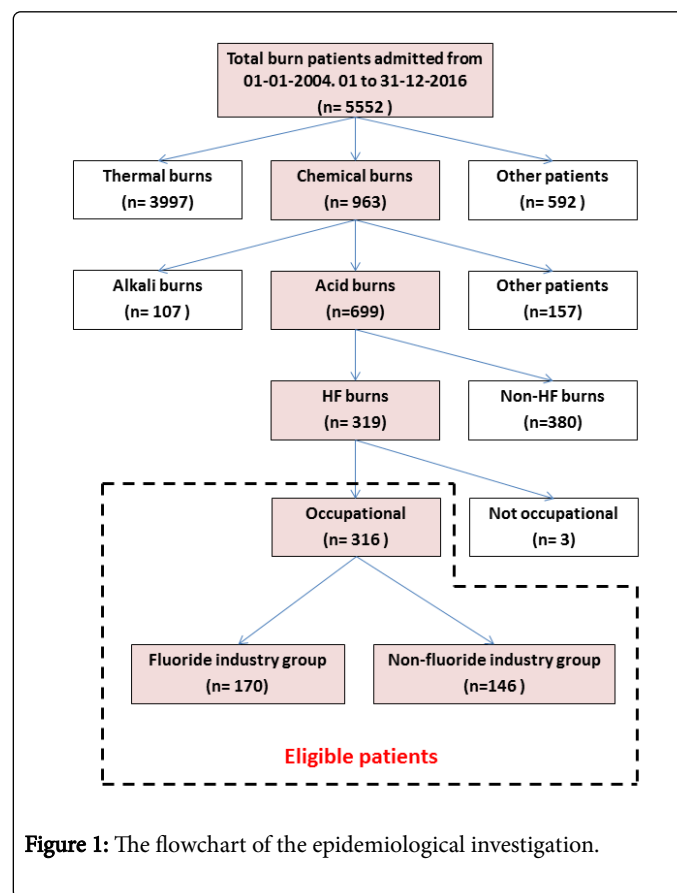 Total burn patients admitted from
01-01-2004. 01 to 31-12-2016
(n= 5552 )
Thermal burns
(n= 3997)
Chemical burns
(n= 963)
Other patients
(n= 592 )
Alkali burns
(n= 107 )
Acid burns
(n=699)
Other patients
(n=157)
HF burns
(n= 319)
Non-HF burns
(n=380)
Occupational
(n= 316 )
Not occupational
(n= 3)
Fluoride industry group
(n= 170)
Non-fluoride industry group
(n=146 )
Eligible patients
Figure 1: The flowchart of the epidemiological investigation.